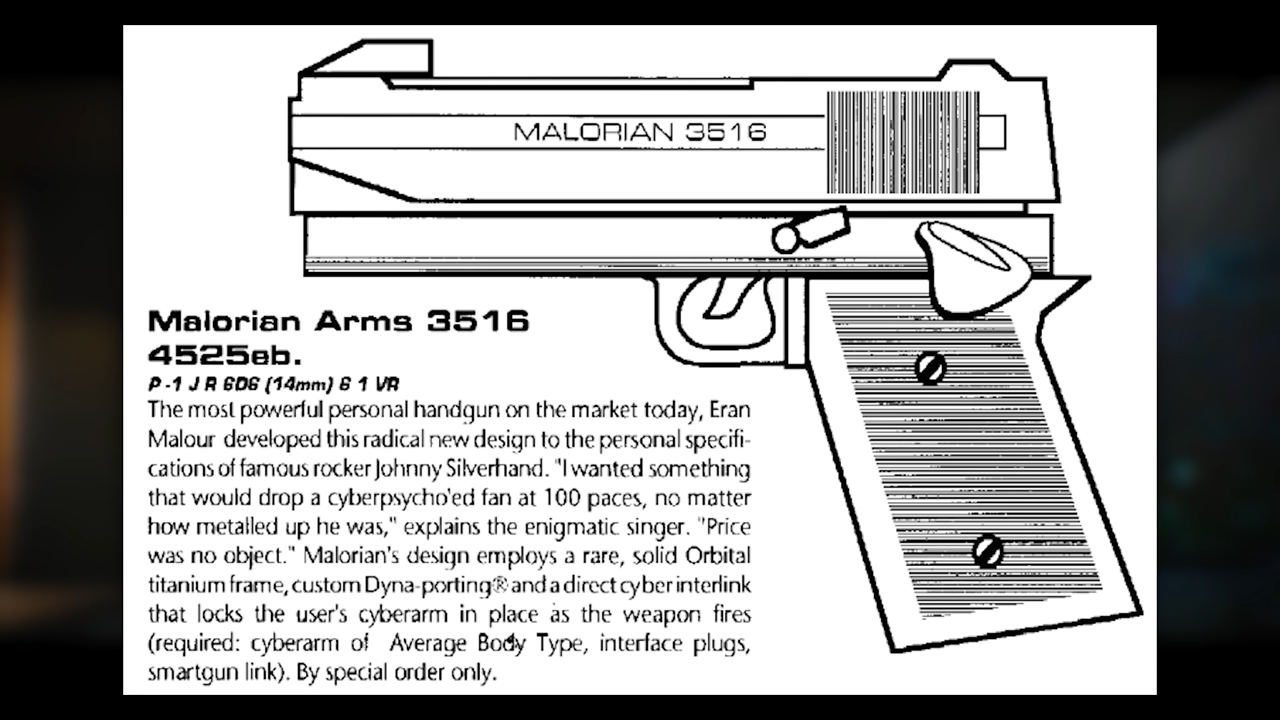 MALORIAN 3516
Malorian Arms 3516
4525eb.
P -1 J R 6D6 (14mm) 6 1 VR
The most powerful personal handgun on the market today, Eran
Malour developed this radical new design to the personal specifi-
cations of famous rocker Johnny Silverhand. "I wanted something
that would drop a cyberpsycho'ed fan at 100 paces, no matter
how metalled up he was," explains the enigmatic singer. "Price
was no object." Malorian's design employs a rare, solid Orbital
titanium frame, custom Dyna-porting® and a direct cyber interlink
that locks the user's cyberarm in place as the weapon fires
(required: cyberarm of Average Body Type, interface plugs,
smartgun link). By special order only.